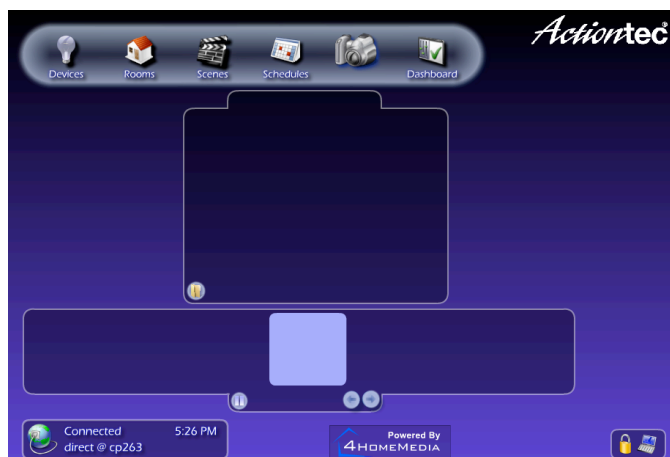 Actiontec®
Devices
Rooms
Scenes
Schedules
Dashboard
Connected
5:26 PM
direct @ cp263
Powered By
4HomeMedia